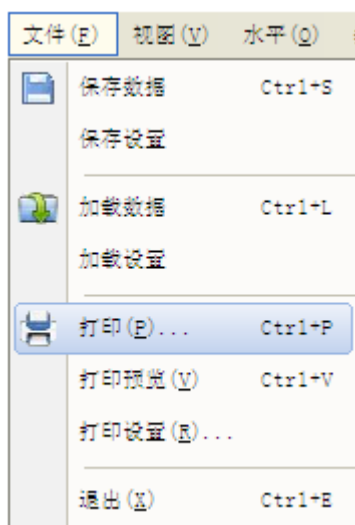 文件(F) 视图(V) 水平(O)
保存数据 Ctrl+S
保存设置
加载数据 Ctrl+L
加载设置
打印(P)... Ctrl+P
打印预览(V) Ctrl+V
打印设置(R)...
退出(X) Ctrl+E